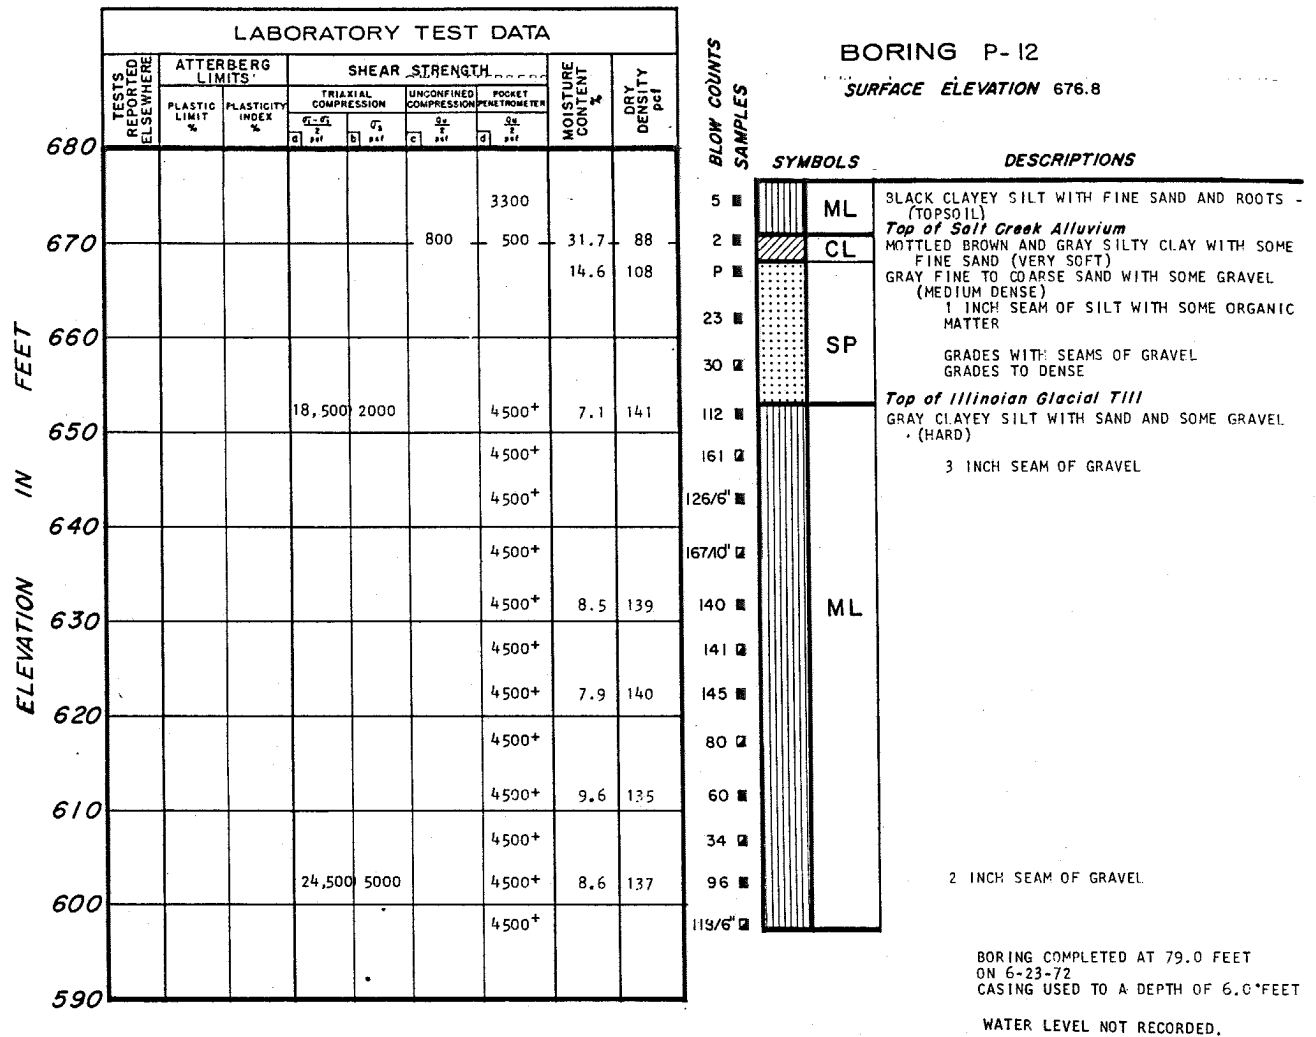 LABORATORY TEST DATA
TESTS REPORTED ELSEWHERE
ATTERBERG LIMITS
PLASTIC LIMIT %
PLASTICITY INDEX %
SHEAR STRENGTH
TRIAXIAL COMPRESSION
UNCONFINED COMPRESSION
POCKET PENETROMETER
a psf
b psf
c Qu/2 psf
d Qu/2 psf
MOISTURE CONTENT %
DRY DENSITY pcf
BLOW COUNTS
SAMPLES
BORING P-12
SURFACE ELEVATION 676.8
SYMBOLS DESCRIPTIONS
ELEVATION IN FEET
680
3300 5
670 800 500 31.7 88 2
14.6 108 P
660 23
30
18,500 2000 4500+ 7.1 141 112
650
4500+ 161
4500+ 126/6"
640
4500+ 167/10"
4500+ 8.5 139 140
630
4500+ 141
4500+ 7.9 140 145
620
4500+ 80
4500+ 9.6 135 60
610
4500+ 34
24,500 5000 4500+ 8.6 137 96
600
4500+ 119/6"
590
ML
BLACK CLAYEY SILT WITH FINE SAND AND ROOTS -
(TOPSOIL)
Top of Salt Creek Alluvium
CL
MOTTLED BROWN AND GRAY SILTY CLAY WITH SOME
FINE SAND (VERY SOFT)
GRAY FINE TO COARSE SAND WITH SOME GRAVEL
(MEDIUM DENSE)
1 INCH SEAM OF SILT WITH SOME ORGANIC
MATTER
SP
GRADES WITH SEAMS OF GRAVEL
GRADES TO DENSE
Top of Illinoian Glacial Till
GRAY CLAYEY SILT WITH SAND AND SOME GRAVEL
(HARD)
3 INCH SEAM OF GRAVEL
ML
2 INCH SEAM OF GRAVEL
BORING COMPLETED AT 79.0 FEET
ON 6-23-72
CASING USED TO A DEPTH OF 6.0 FEET
WATER LEVEL NOT RECORDED.